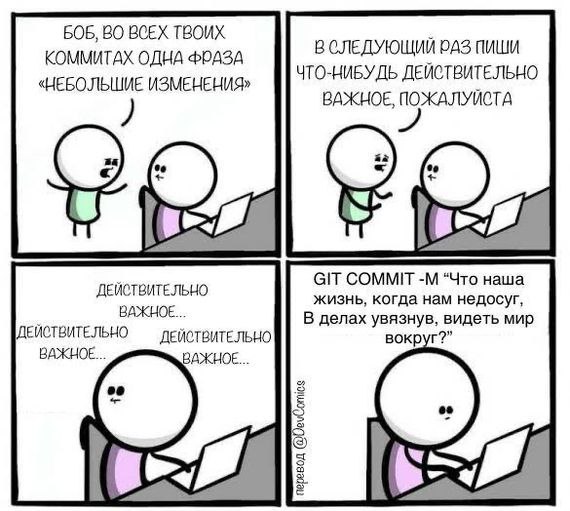 БОБ, ВО ВСЕХ ТВОИХ
КОММИТАХ ОДНА ФРАЗА
«НЕБОЛЬШИЕ ИЗМЕНЕНИЯ»
В СЛЕДУЮЩИЙ РАЗ ПИШИ
ЧТО-НИБУДЬ ДЕЙСТВИТЕЛЬНО
ВАЖНОЕ, ПОЖАЛУЙСТА
ДЕЙСТВИТЕЛЬНО
ВАЖНОЕ...
ДЕЙСТВИТЕЛЬНО
ВАЖНОЕ...
ДЕЙСТВИТЕЛЬНО
ВАЖНОЕ...
GIT COMMIT -M “Что наша
жизнь, когда нам недосуг,
В делах увязнув, видеть мир
вокруг?”
перевод @DevComics